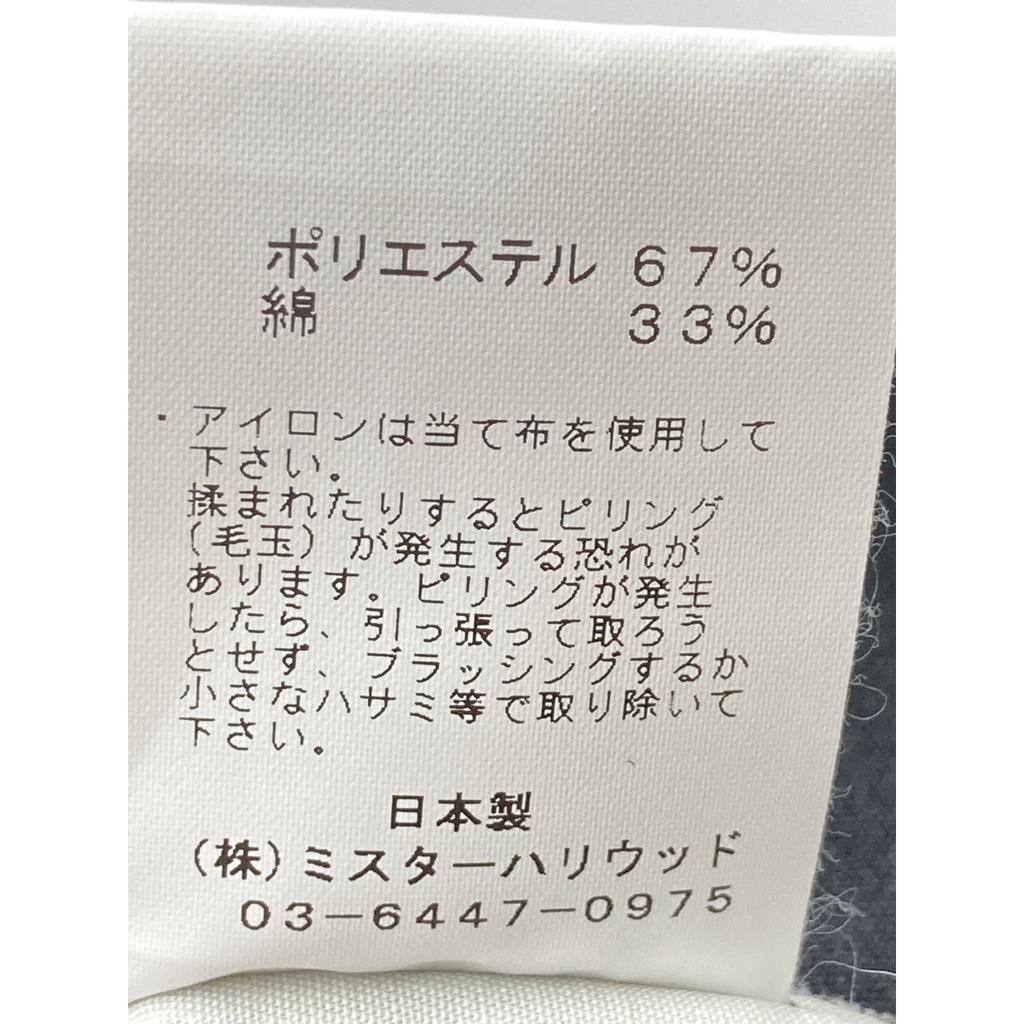 ポリエステル 67%
綿 33%
・アイロンは当て布を使用して
下さい。
揉まれたりするとピリング
(毛玉)が発生する恐れが
あります。ピリングが発生
したら、引っ張って取ろう
とせず、ブラッシングするか
小さなハサミ等で取り除いて
下さい。
日本製
(株)ミスターハリウッド
03-6447-0975